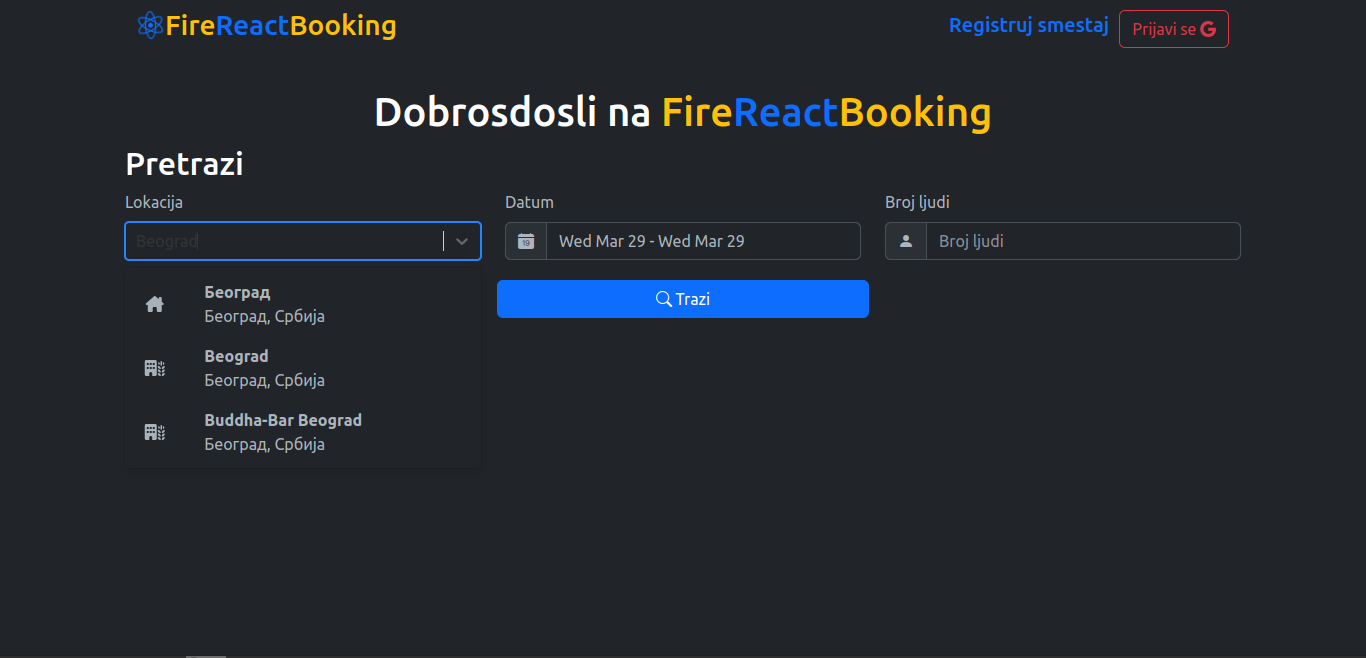 FireReactBooking
Registruj smestaj
Prijavi se
Dobrosdosli na FireReactBooking
Pretrazi
Lokacija
Datum
Broj ljudi
Beograd
19
Wed Mar 29 - Wed Mar 29
Broj ljudi
Trazi
Београд
Београд, Србија
Beograd
Београд, Србија
Buddha-Bar Beograd
Београд, Србија